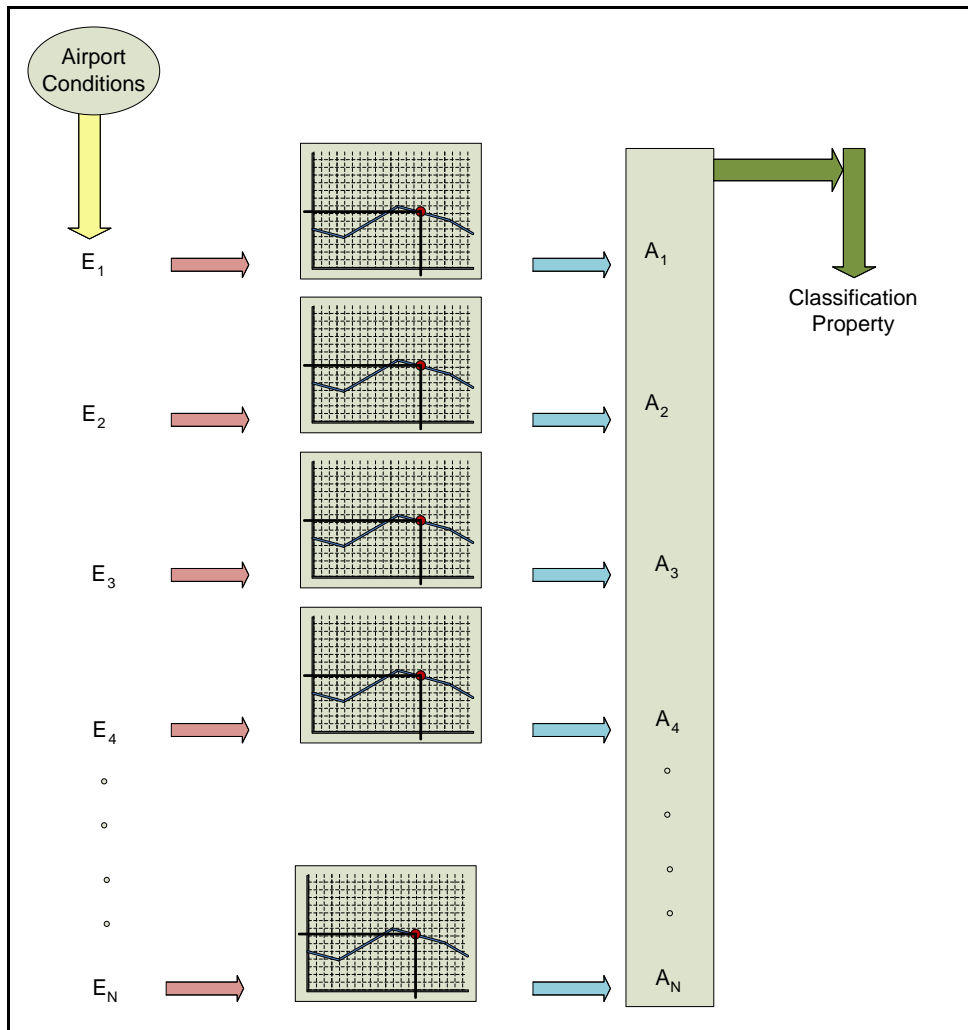 Airport
Conditions
E1
A1
Classification
Property
E2
A2
E3
A3
E4
A4
EN
AN